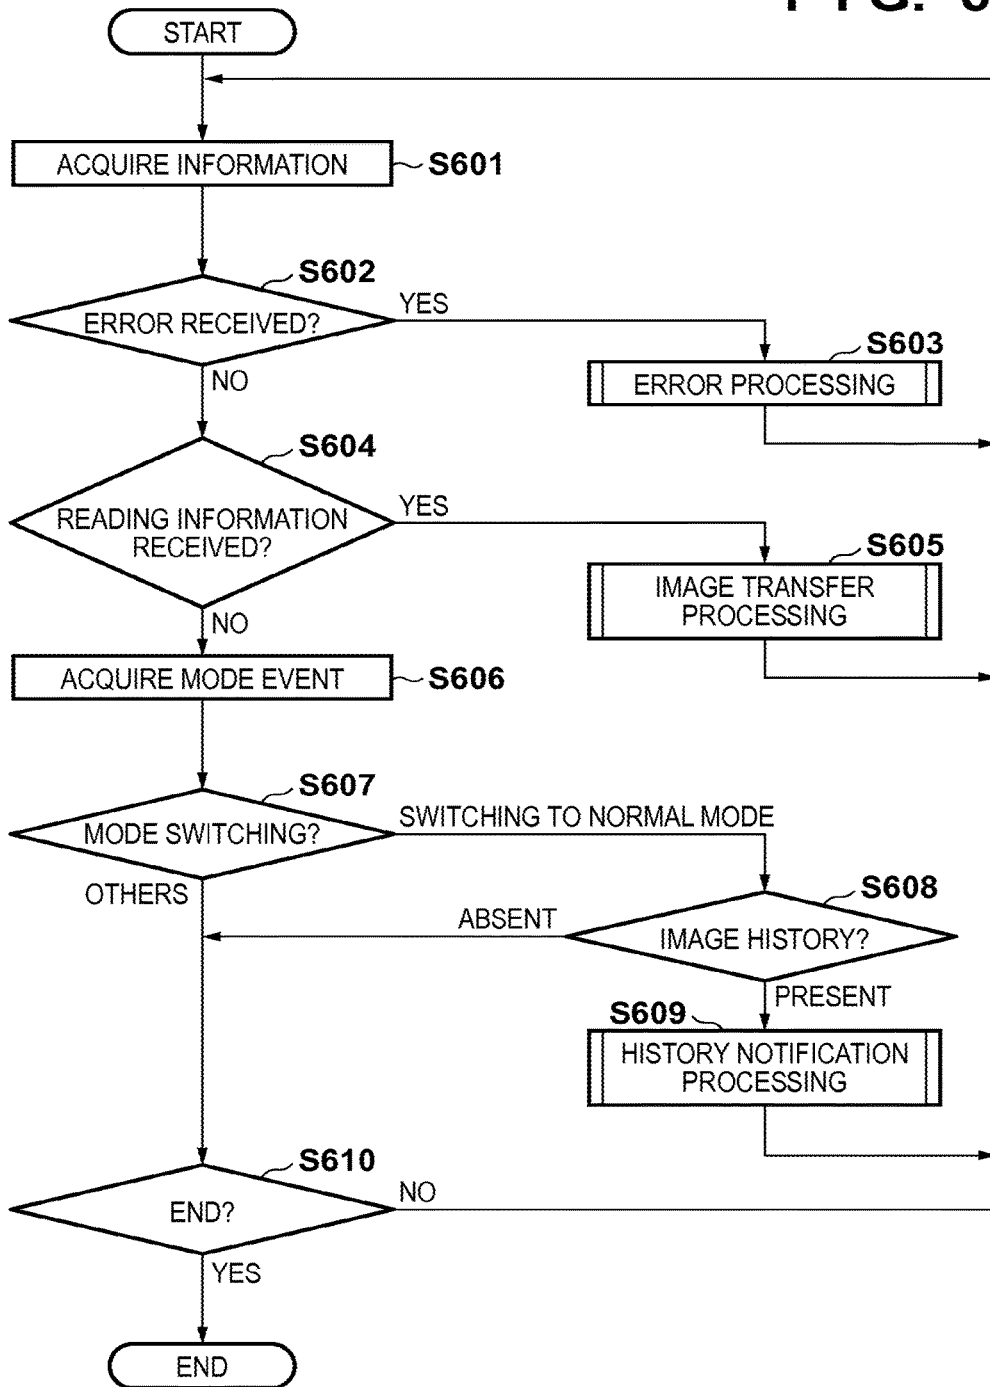 FIG. 6
START
ACQUIRE INFORMATION
S601
S602
ERROR RECEIVED?
YES
NO
S603
ERROR PROCESSING
S604
READING INFORMATION
RECEIVED?
YES
NO
S605
IMAGE TRANSFER
PROCESSING
ACQUIRE MODE EVENT
S606
S607
MODE SWITCHING?
SWITCHING TO NORMAL MODE
OTHERS
S608
IMAGE HISTORY?
ABSENT
PRESENT
S609
HISTORY NOTIFICATION
PROCESSING
S610
END?
NO
YES
END